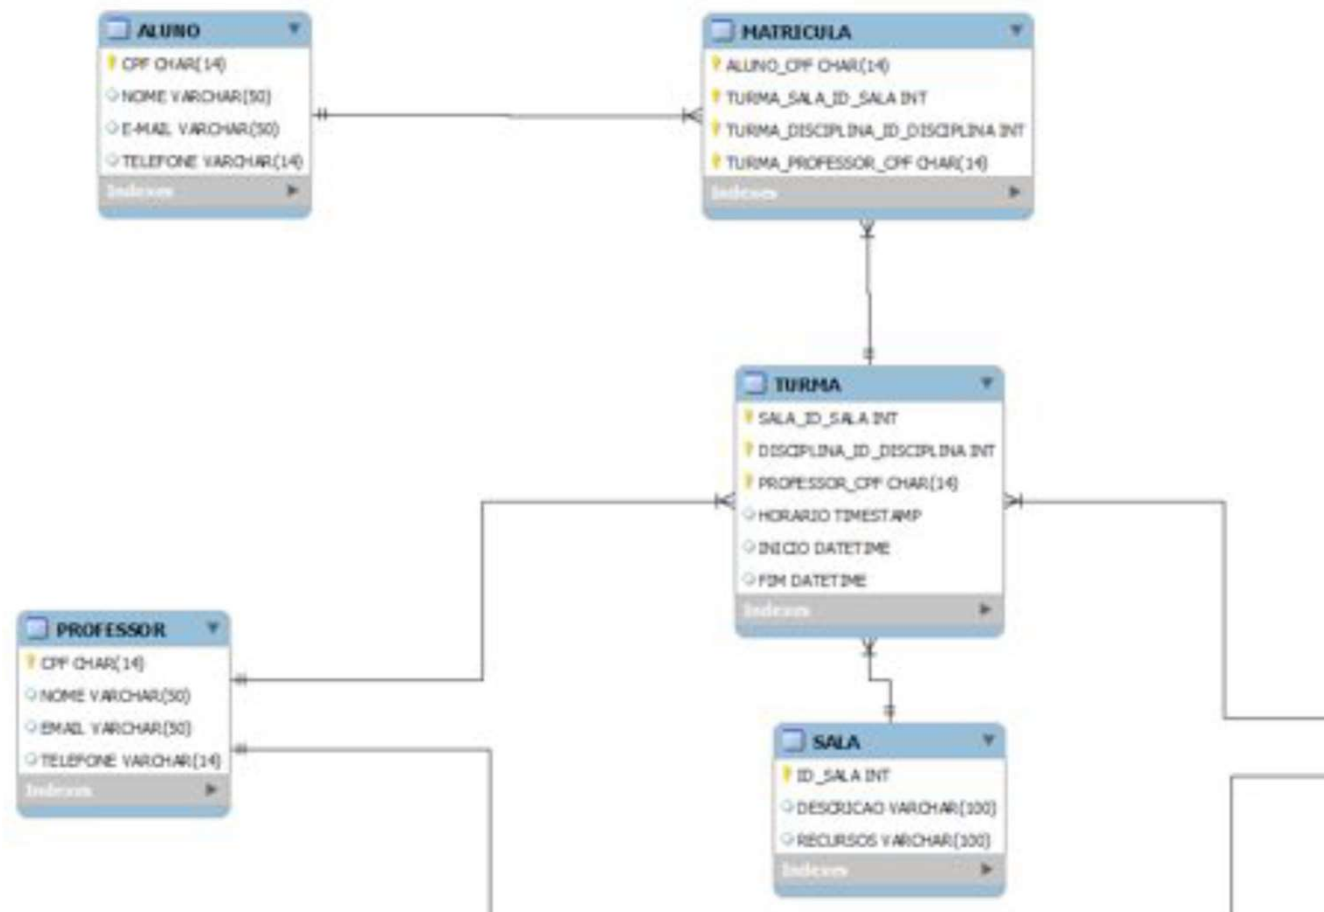 ALUNO
CPF CHAR(14)
NOME VARCHAR(50)
E-MAIL VARCHAR(50)
TELEFONE VARCHAR(14)
Indexes
MATRICULA
ALUNO_CPF CHAR(14)
TURMA_SALA_ID_SALA INT
TURMA_DISCIPLINA_ID_DISCIPLINA INT
TURMA_PROFESSOR_CPF CHAR(14)
Indexes
TURMA
SALA_ID_SALA INT
DISCIPLINA_ID_DISCIPLINA INT
PROFESSOR_CPF CHAR(14)
HORARIO TIMESTAMP
INICIO DATETIME
FIM DATETIME
Indexes
PROFESSOR
CPF CHAR(14)
NOME VARCHAR(50)
EMAIL VARCHAR(50)
TELEFONE VARCHAR(14)
Indexes
SALA
ID_SALA INT
DESCRICAO VARCHAR(100)
RECURSOS VARCHAR(100)
Indexes